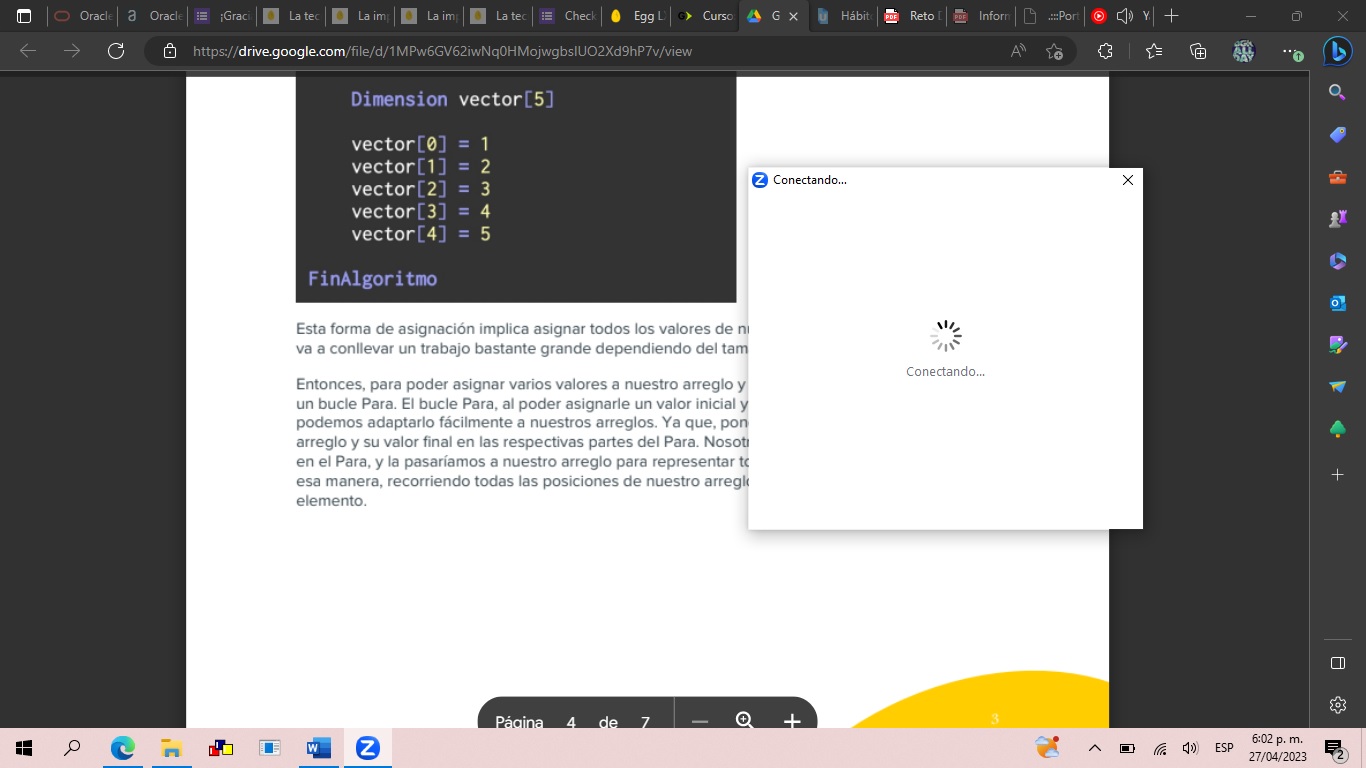 Oracle
Oracle
¡Graci
La tec
La imp
La imp
La tec
Check
Egg L
Curso
G
Hábit
Reto
Inform
.:::Port
https://drive.google.com/file/d/1MPw6GV62iwNq0HMojwgbslUO2Xd9hP7v/view
Dimension vector[5]
vector[0] = 1
vector[1] = 2
vector[2] = 3
vector[3] = 4
vector[4] = 5
FinAlgoritmo
Esta forma de asignación implica asignar todos los valores de
va a conllevar un trabajo bastante grande dependiendo del tam
Entonces, para poder asignar varios valores a nuestro arreglo y
un bucle Para. El bucle Para, al poder asignarle un valor inicial y
podemos adaptarlo fácilmente a nuestros arreglos. Ya que, pon
arreglo y su valor final en las respectivas partes del Para. Nosotr
en el Para, y la pasaríamos a nuestro arreglo para representar to
esa manera, recorriendo todas las posiciones de nuestro arregl
elemento.
Conectando...
Conectando...
3
Página 4 de 7
ESP
6:02 p. m.
27/04/2023
2